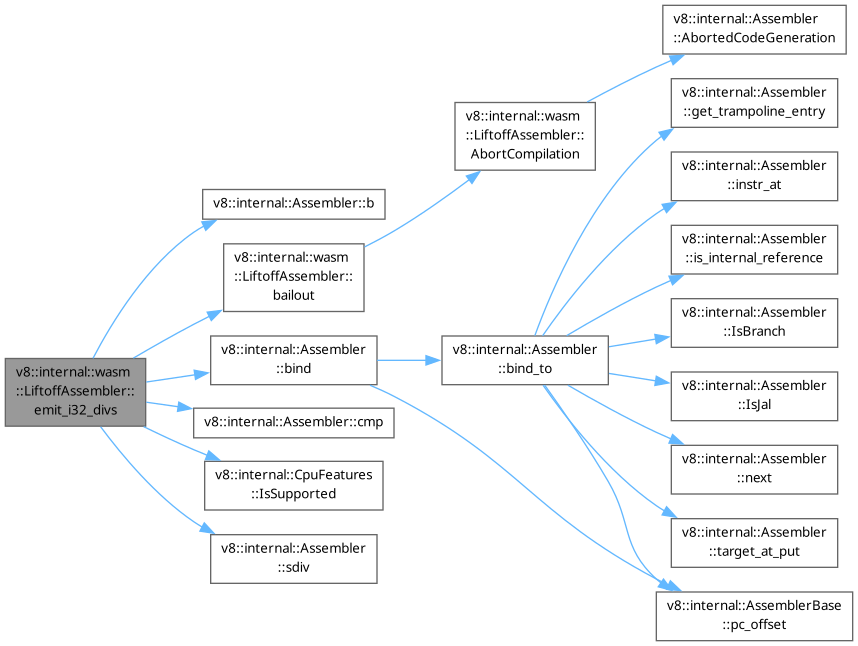 v8::internal::wasm
::LiftoffAssembler::
emit_i32_divs
v8::internal::Assembler::b
v8::internal::wasm
::LiftoffAssembler::
bailout
v8::internal::Assembler
::bind
v8::internal::Assembler::cmp
v8::internal::CpuFeatures
::IsSupported
v8::internal::Assembler
::sdiv
v8::internal::wasm
::LiftoffAssembler::
AbortCompilation
v8::internal::Assembler
::bind_to
v8::internal::Assembler
::AbortedCodeGeneration
v8::internal::Assembler
::get_trampoline_entry
v8::internal::Assembler
::instr_at
v8::internal::Assembler
::is_internal_reference
v8::internal::Assembler
::IsBranch
v8::internal::Assembler
::IsJal
v8::internal::Assembler
::next
v8::internal::Assembler
::target_at_put
v8::internal::AssemblerBase
::pc_offset